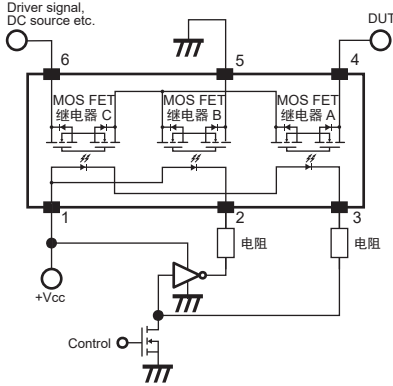 Driver signal,
DC source etc.
DUT
6
5
4
MOS FET
继电器 C
MOS FET
继电器 B
MOS FET
继电器 A
1
2
3
电阻
电阻
+Vcc
Control